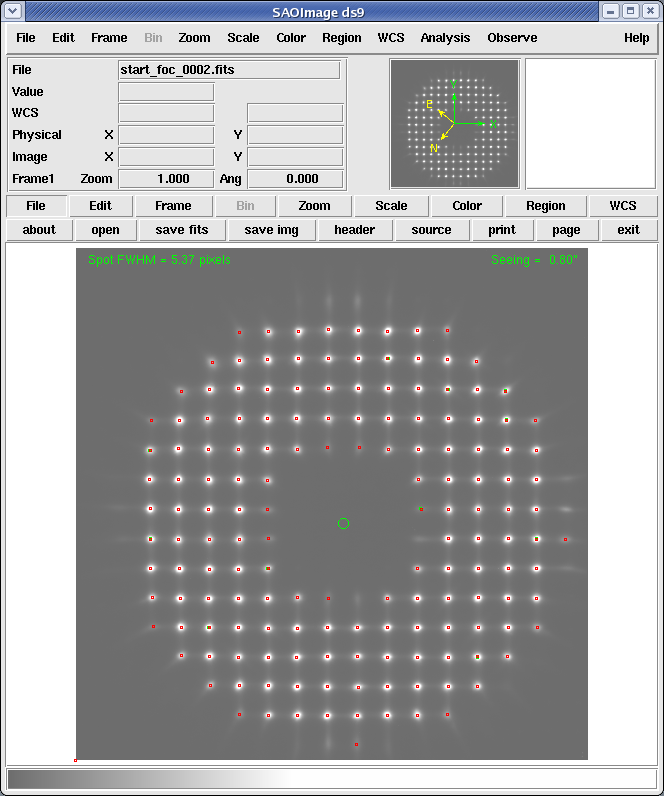 SAOImage ds9
File Edit Frame Bin Zoom Scale Color Region WCS Analysis Observe Help
File start_foc_0002.fits
Value
WCS
Physical X Y
Image X Y
Frame1 Zoom 1.000 Ang 0.000
Y
X
E
N
File Edit Frame Bin Zoom Scale Color Region WCS
about open save fits save img header source print page exit
Spot FWHM = 5.37 pixels Seeing = 0.80"